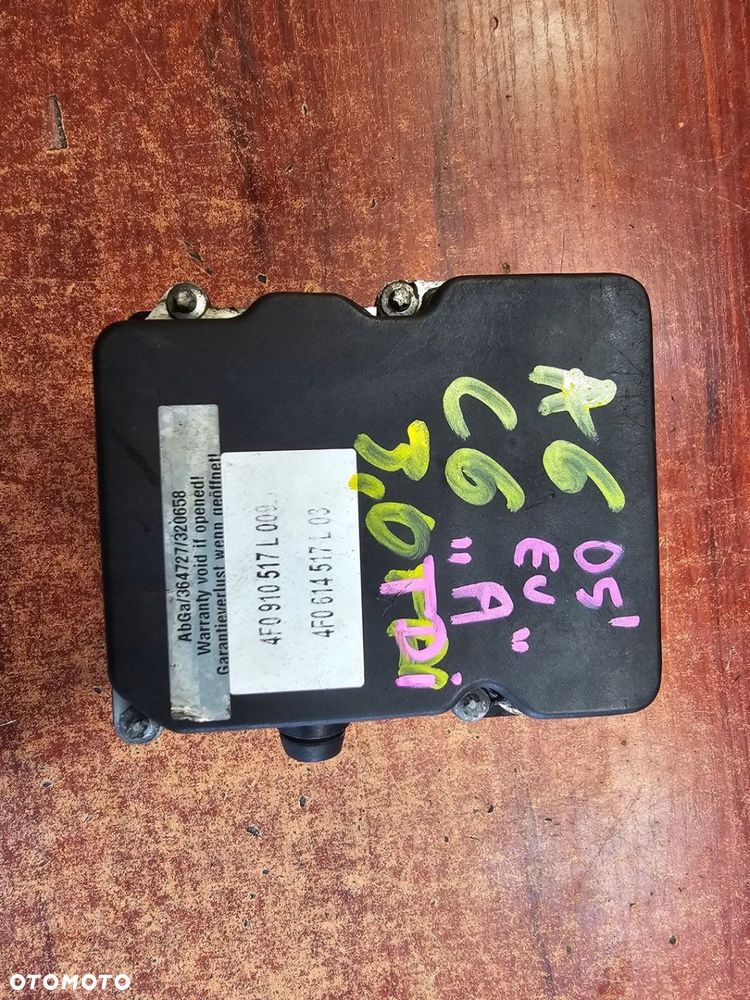 A6 05'
C6 EU
3.0 TDi "A"
AbGa/364727/320658
Warranty void if opened!
Garantieverlust wenn geöffnet!
4F0 910 517 L 009
4F0 614 517 L 03
OTOMOTO